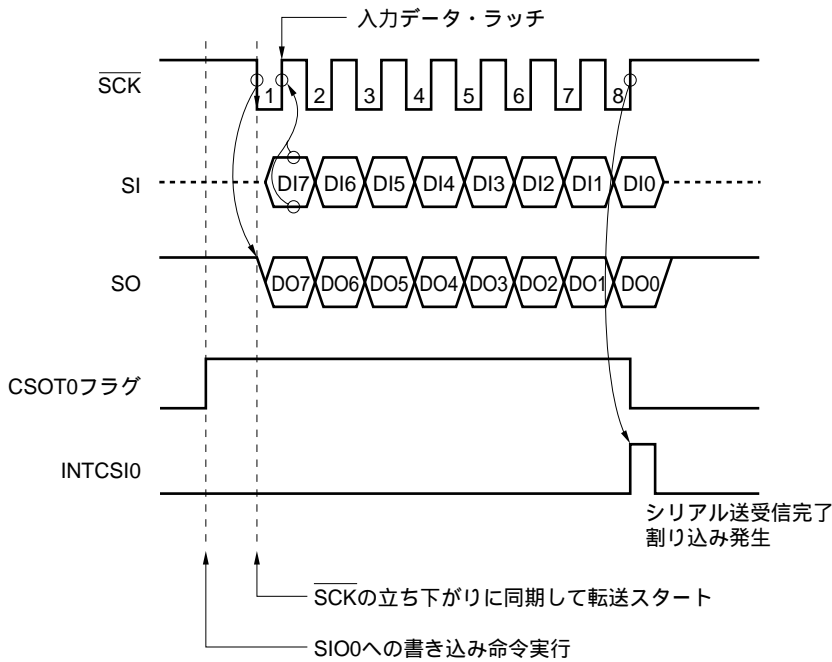 入力データ・ラッチ
SCK
1 2 3 4 5 6 7 8
SI
DI7 DI6 DI5 DI4 DI3 DI2 DI1 DI0
SO
DO7 DO6 DO5 DO4 DO3 DO2 DO1 DO0
CSOT0フラグ
INTCSI0
シリアル送受信完了
割り込み発生
SCKの立ち下がりに同期して転送スタート
SIO0への書き込み命令実行